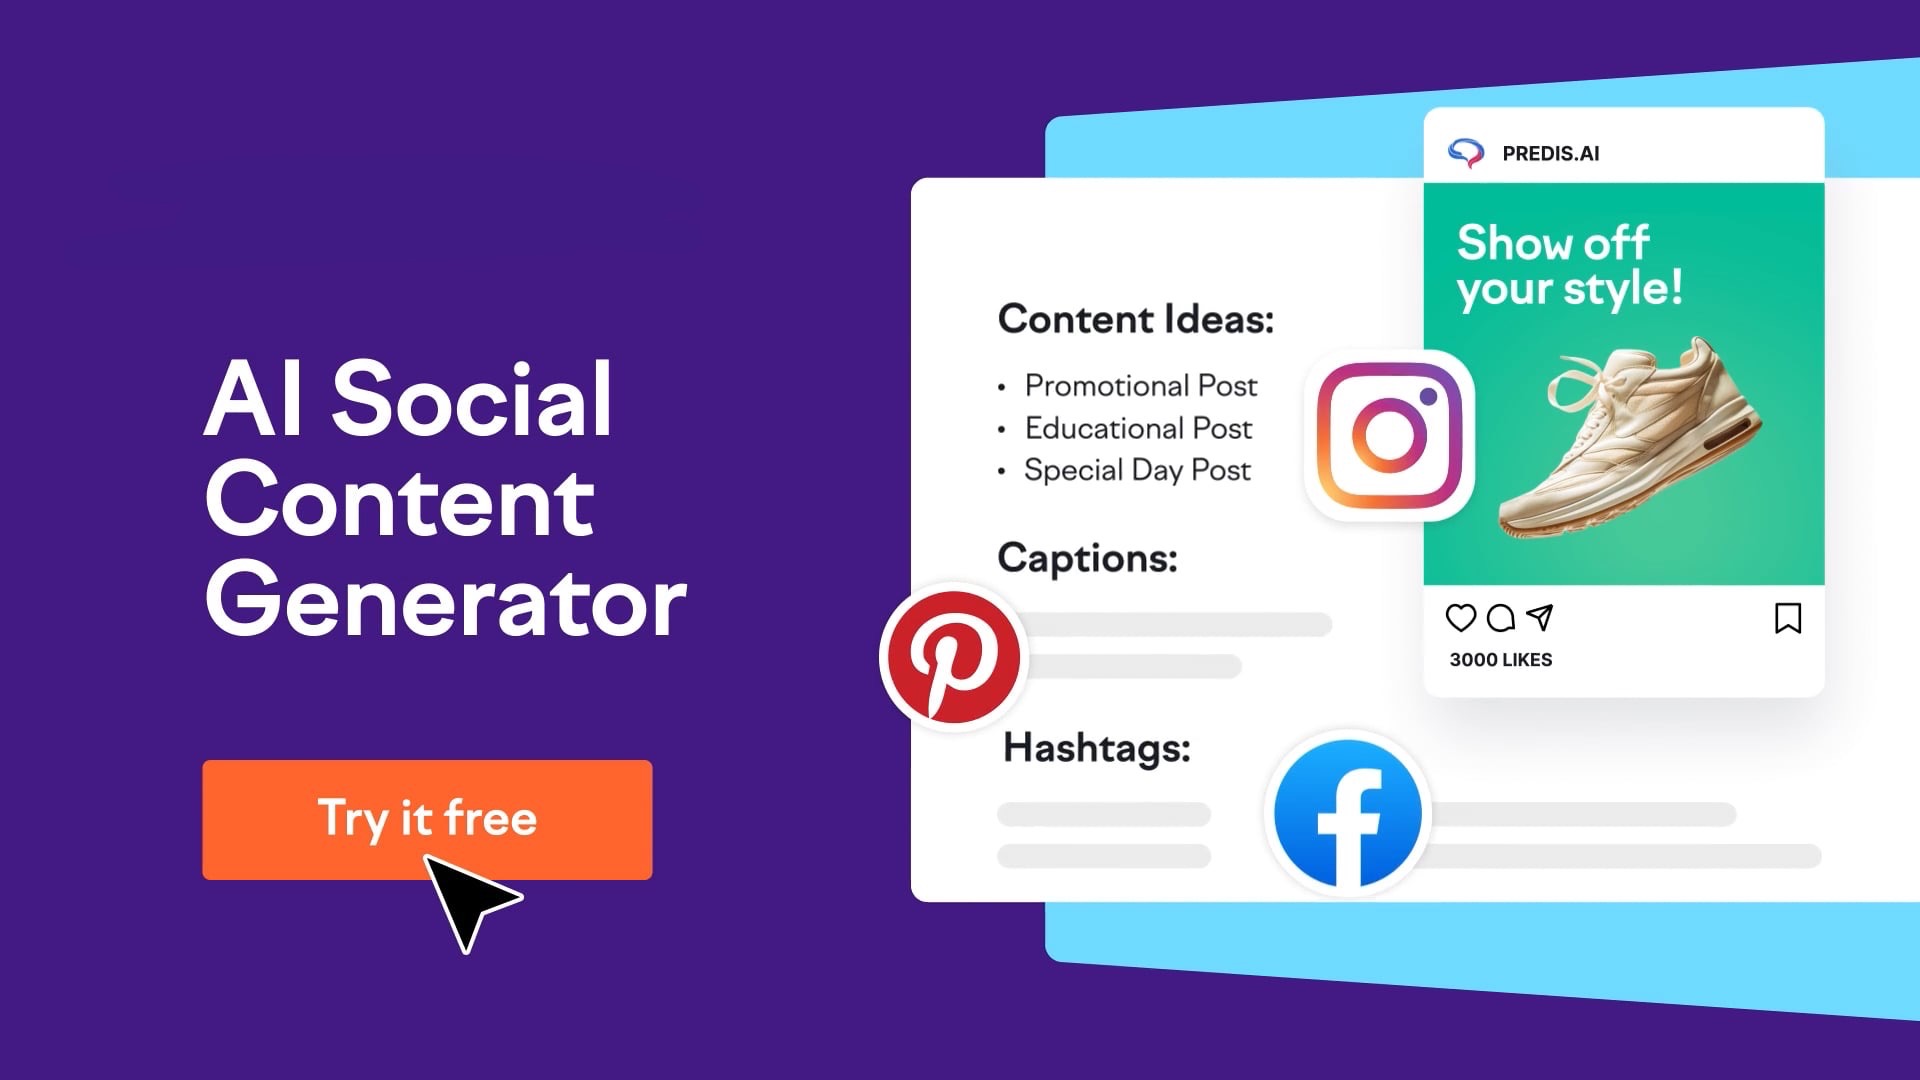 AI Social
Content
Generator
Try it free
Content Ideas:
• Promotional Post
• Educational Post
• Special Day Post
Captions:
Hashtags:
PREDIS.AI
Show off
your style!
3000 LIKES